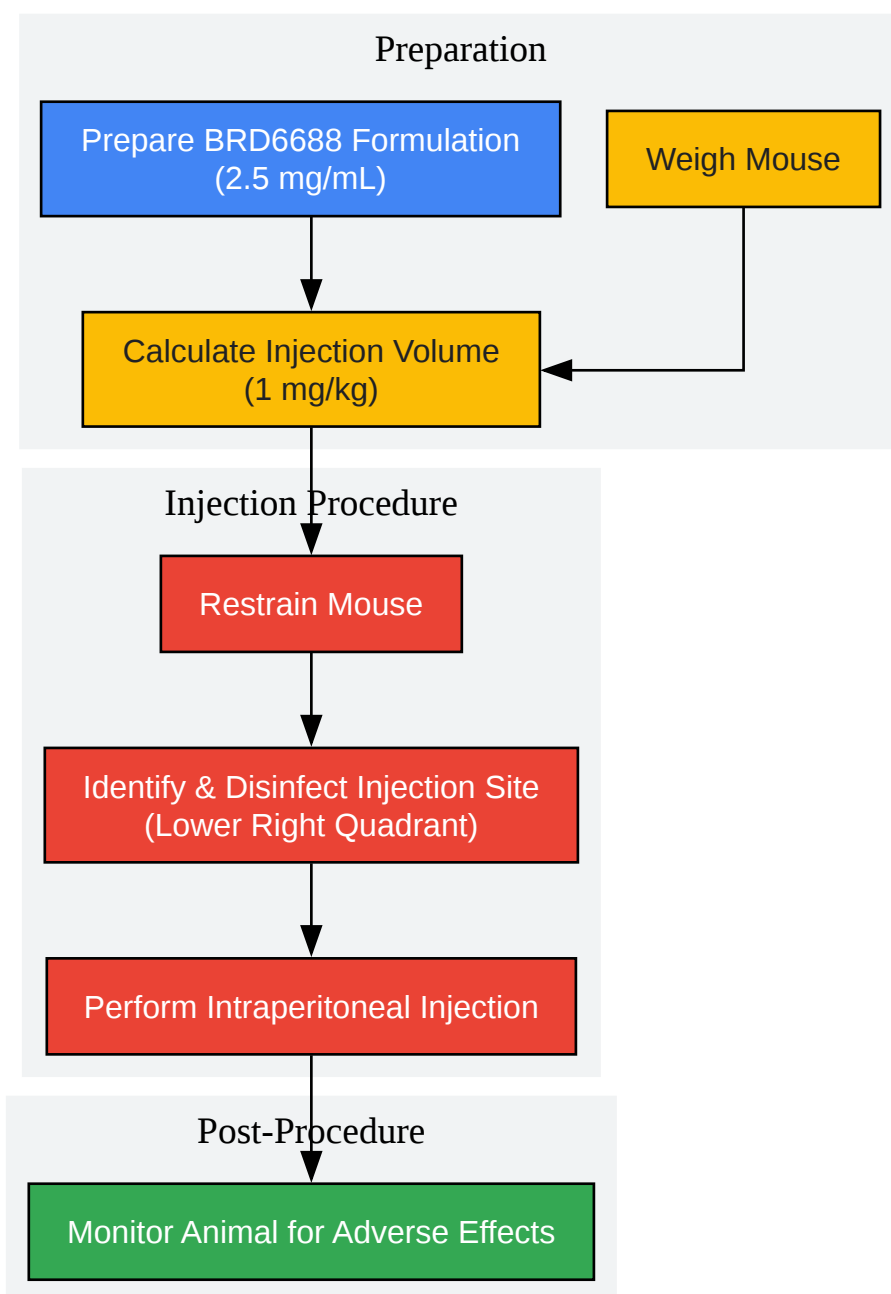 Preparation
Prepare BRD6688 Formulation
(2.5 mg/mL)
Weigh Mouse
Calculate Injection Volume
(1 mg/kg)
Injection Procedure
Restrain Mouse
Identify & Disinfect Injection Site
(Lower Right Quadrant)
Perform Intraperitoneal Injection
Post-Procedure
Monitor Animal for Adverse Effects